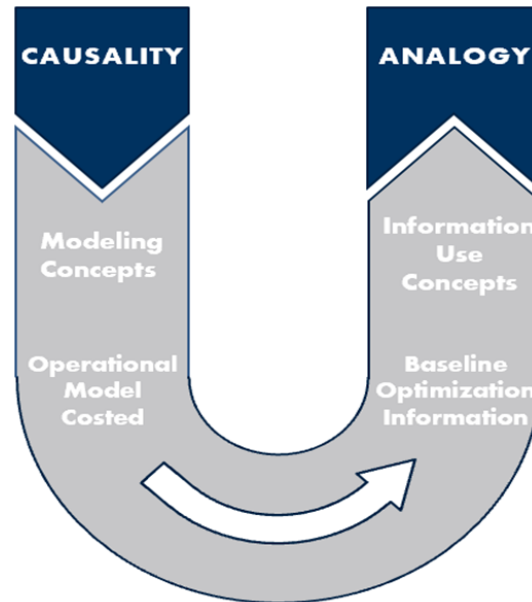 CAUSALITY
Modeling
Concepts
Operational
Model
Costed
ANALOGY
Information
Use
Concepts
Baseline
Optimization
Information